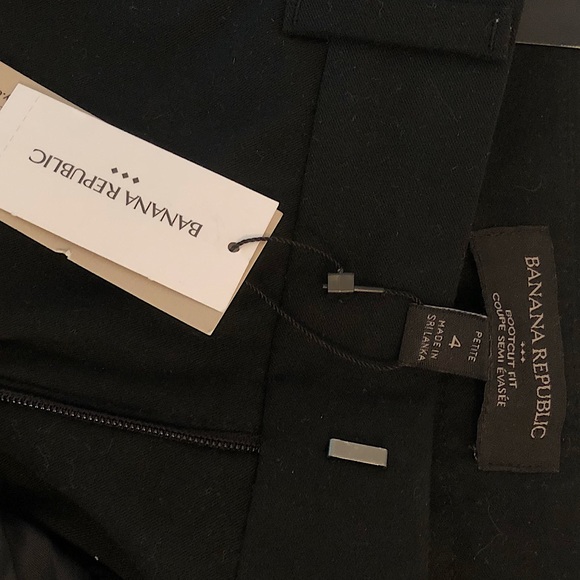 BANANA REPUBLIC
BANANA REPUBLIC
BOOTCUT FIT
COUPE SEMI ÉVASÉE
PETITE
4
MADE IN
SRI LANKA